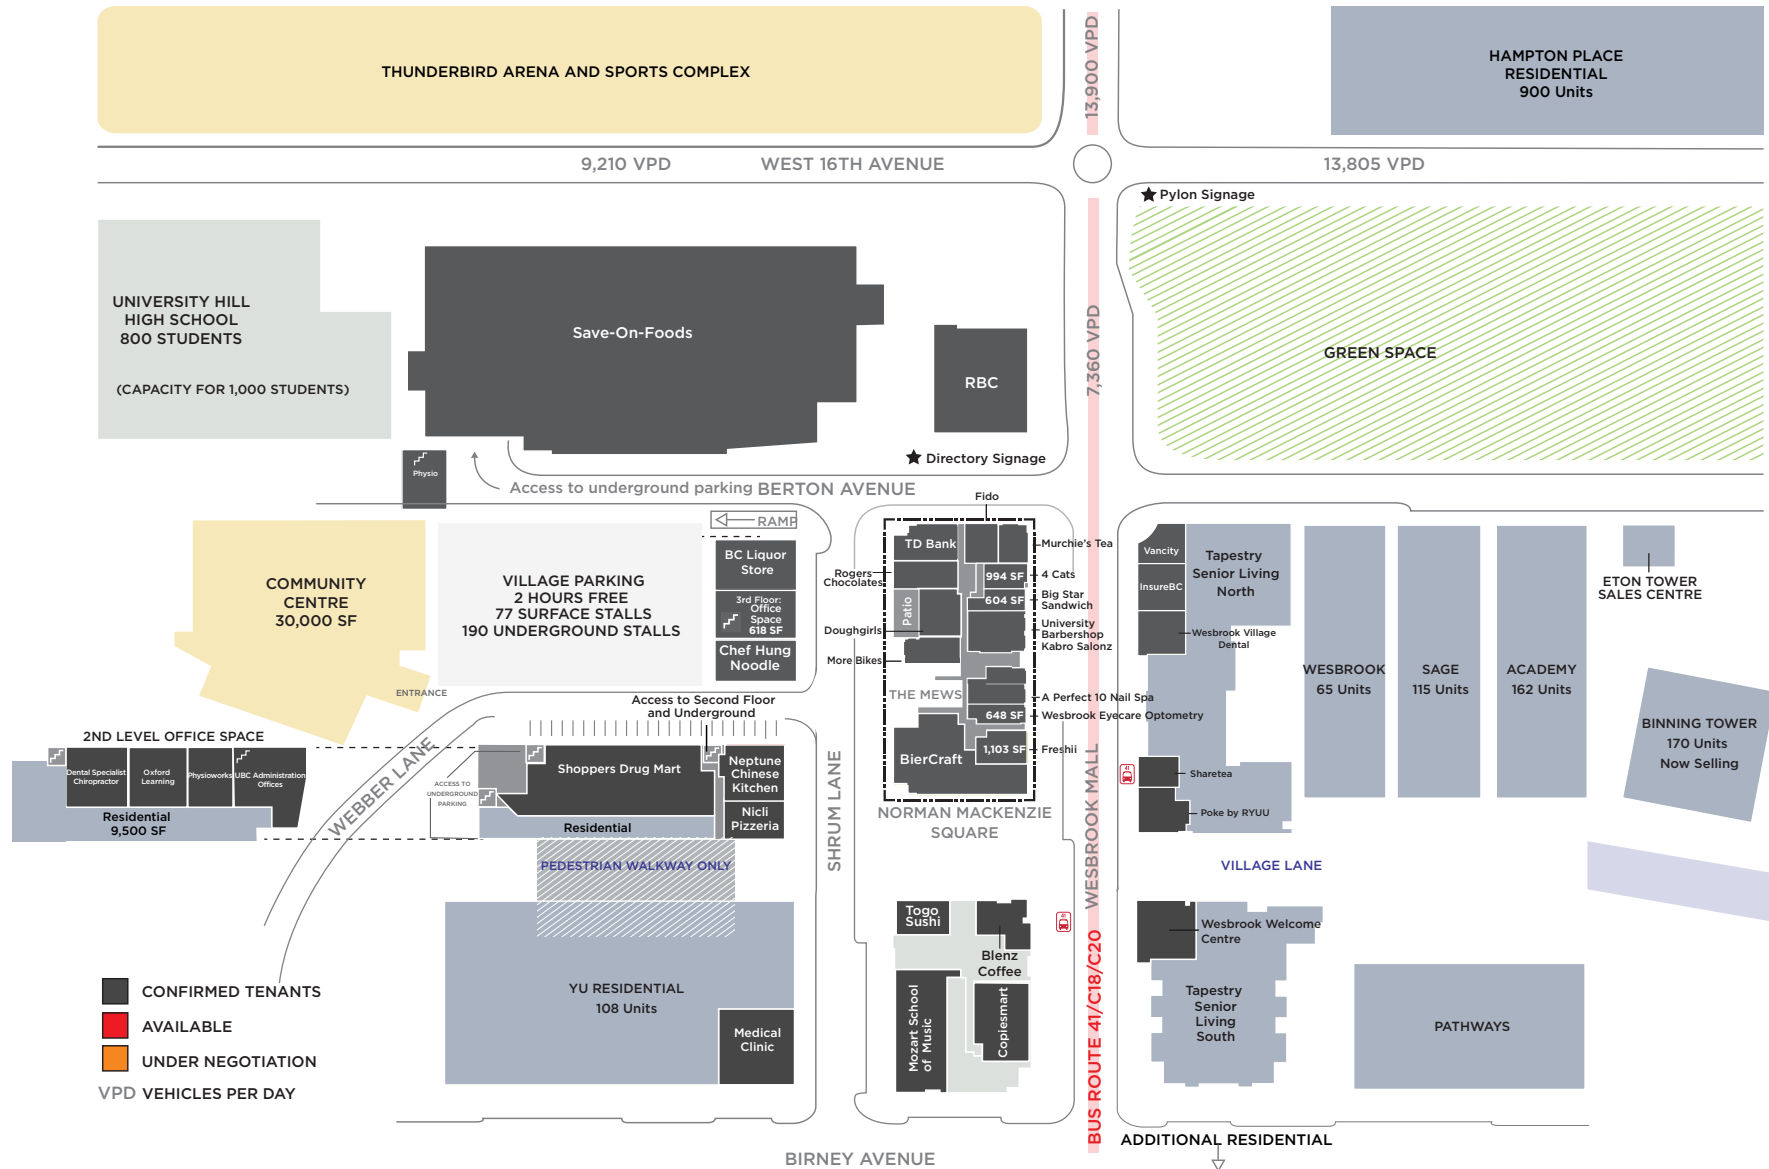 THUNDERBIRD ARENA AND SPORTS COMPLEX
13,900 VPD
HAMPTON PLACE
RESIDENTIAL
900 Units
9,210 VPD
WEST 16TH AVENUE
13,805 VPD
Pylon Signage
UNIVERSITY HILL
HIGH SCHOOL
800 STUDENTS
(CAPACITY FOR 1,000 STUDENTS)
Save-On-Foods
RBC
7,360 VPD
GREEN SPACE
Directory Signage
Physio
Access to underground parking
BERTON AVENUE
RAMP
Fido
COMMUNITY
CENTRE
30,000 SF
ENTRANCE
VILLAGE PARKING
2 HOURS FREE
77 SURFACE STALLS
190 UNDERGROUND STALLS
BC Liquor
Store
3rd Floor:
Office
Space
618 SF
Chef Hung
Noodle
TD Bank
Rogers
Chocolates
Patio
Doughgirls
More Bikes
THE MEWS
BierCraft
994 SF
604 SF
648 SF
1,103 SF
Murchie's Tea
4 Cats
Big Star
Sandwich
University
Barbershop
Kabro Salonz
A Perfect 10 Nail Spa
Wesbrook Eyecare Optometry
Freshii
NORMAN MACKENZIE
SQUARE
Vancity
InsureBC
Wesbrook Village
Dental
Tapestry
Senior Living
North
Sharetea
Poke by RYUU
WESBROOK
65 Units
SAGE
115 Units
ACADEMY
162 Units
ETON TOWER
SALES CENTRE
BINNING TOWER
170 Units
Now Selling
Access to Second Floor
and Underground
2ND LEVEL OFFICE SPACE
Dental Specialist
Chiropractor
Oxford
Learning
Physioworks
UBC Administration
Offices
Residential
9,500 SF
WEBBER LANE
ACCESS TO
UNDERGROUND
PARKING
Shoppers Drug Mart
Neptune
Chinese
Kitchen
Nicli
Pizzeria
Residential
PEDESTRIAN WALKWAY ONLY
SHRUM LANE
WESBROOK MALL
41
41
VILLAGE LANE
Togo
Sushi
Blenz
Coffee
Mozart School
of Music
Copiesmart
BUS ROUTE 41/C18/C20
Wesbrook Welcome
Centre
Tapestry
Senior
Living
South
PATHWAYS
YU RESIDENTIAL
108 Units
Medical
Clinic
CONFIRMED TENANTS
AVAILABLE
UNDER NEGOTIATION
VPD VEHICLES PER DAY
ADDITIONAL RESIDENTIAL
BIRNEY AVENUE